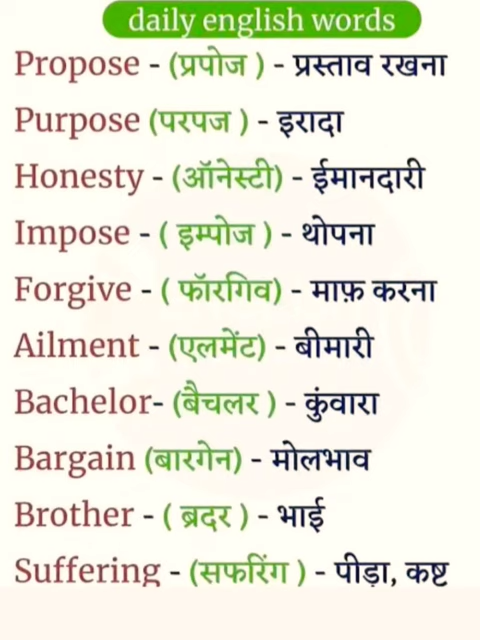 daily english words
Propose - (प्रपोज ) - प्रस्ताव रखना
Purpose (परपज ) - इरादा
Honesty - (ऑनेस्टी) - ईमानदारी
Impose - ( इम्पोज ) - थोपना
Forgive - ( फॉरगिव) - माफ़ करना
Ailment - (एलमेंट) - बीमारी
Bachelor- (बैचलर ) - कुंवारा
Bargain (बारगेन) - मोलभाव
Brother - ( ब्रदर ) - भाई
Suffering - (सफरिंग ) - पीड़ा, कष्ट